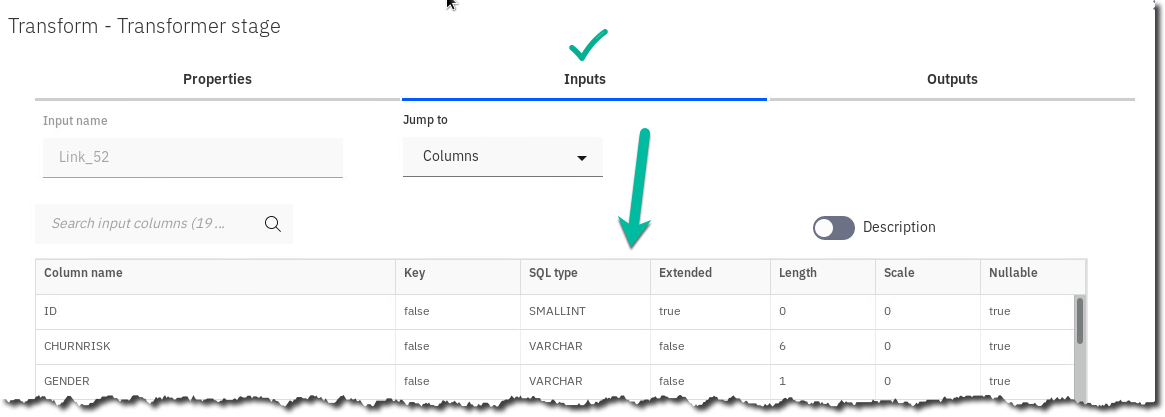 Transform - Transformer stage
Properties Inputs Outputs
Input name Jump to
Link_52 Columns
Search input columns (19 ... Description
Column name Key SQL type Extended Length Scale Nullable
ID false SMALLINT true 0 0 true
CHURNRISK false VARCHAR false 6 0 true
GENDER false VARCHAR false 1 0 true